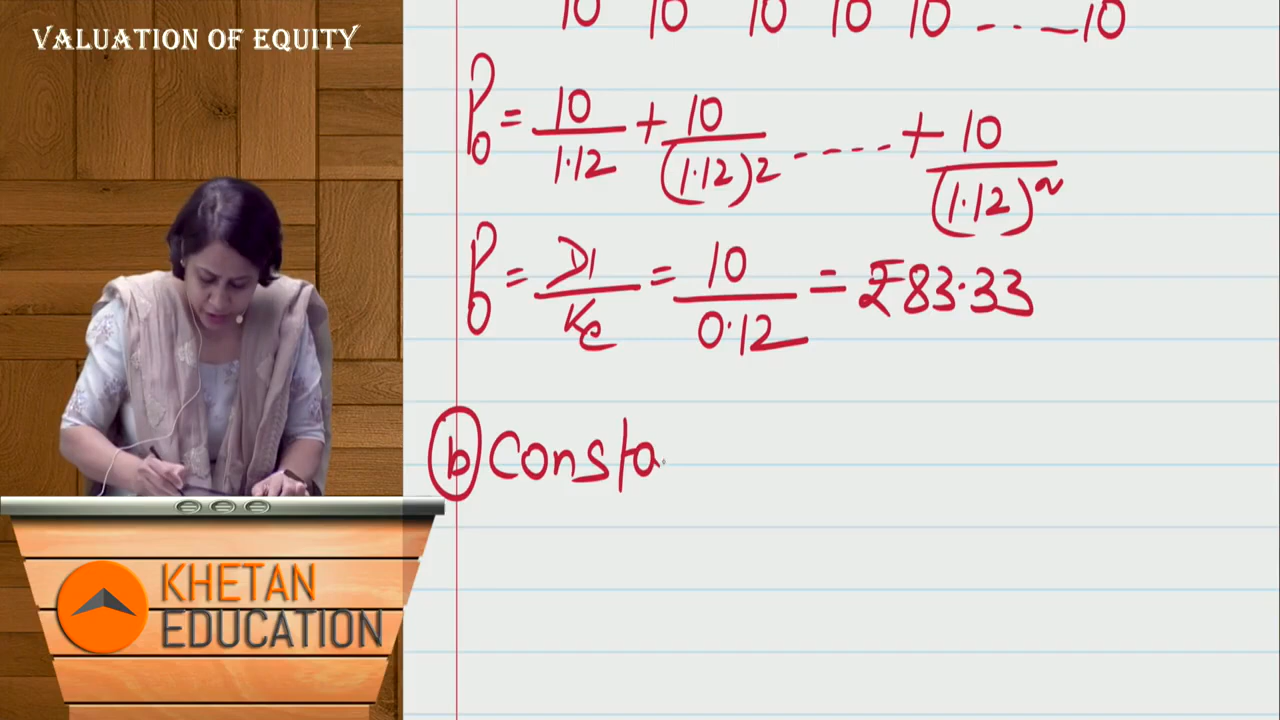 VALUATION OF EQUITY
10 10 10 10 10 - - - 10
P0 = 10/1.12 + 10/(1.12)2 ---- + 10/(1.12)^n
P0 = D1/Ke = 10/0.12 = ₹83.33
b Consta
KHETAN
EDUCATION